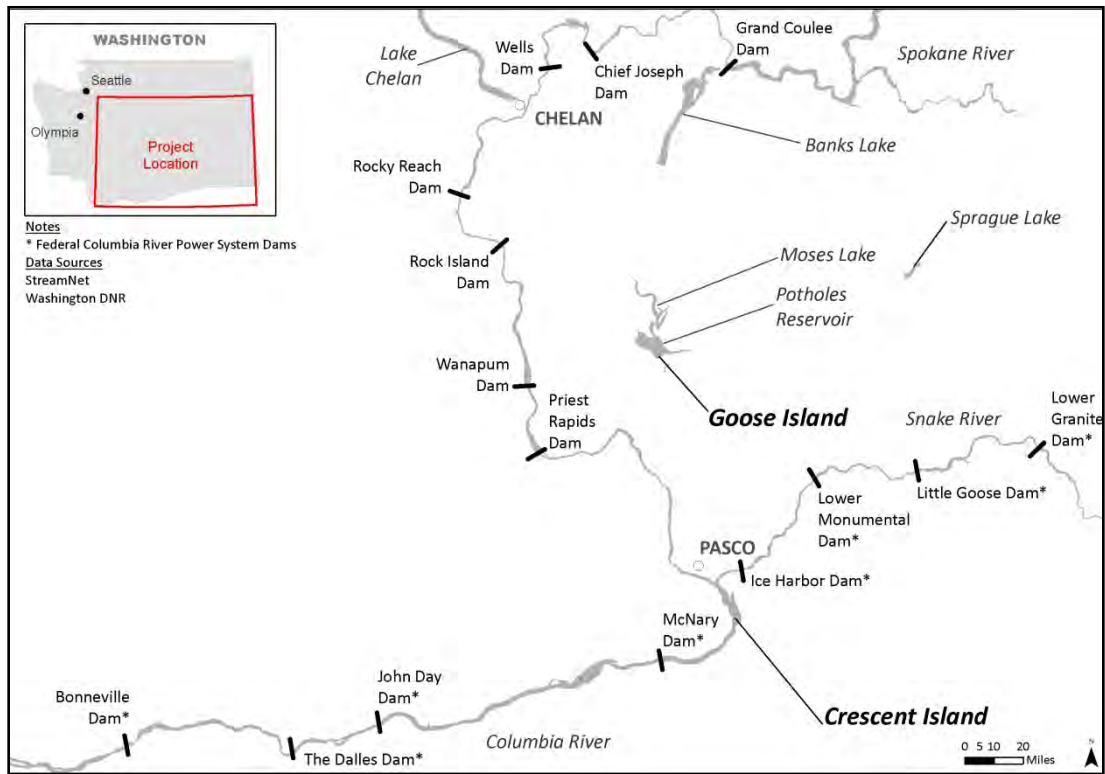 WASHINGTON
Seattle
Olympia
Project
Location
Notes
* Federal Columbia River Power System Dams
Data Sources
StreamNet
Washington DNR
Lake
Chelan
Wells
Dam
Chief Joseph
Dam
Grand Coulee
Dam
Spokane River
CHELAN
Banks Lake
Rocky Reach
Dam
Rock Island
Dam
Sprague Lake
Moses Lake
Potholes
Reservoir
Wanapum
Dam
Priest
Rapids
Dam
Goose Island
Snake River
Lower
Granite
Dam*
Little Goose Dam*
Lower
Monumental
Dam*
PASCO
Ice Harbor Dam*
McNary
Dam*
John Day
Dam*
Bonneville
Dam*
The Dalles Dam*
Columbia River
Crescent Island
0 5 10 20
Miles
N